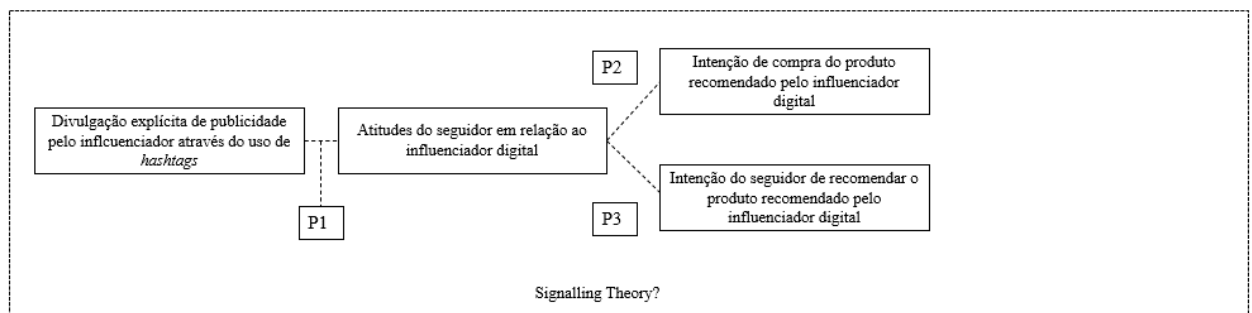 P2
Intenção de compra do produto
recomendado pelo influenciador
digital
Divulgação explícita de publicidade
pelo inflcuenciador através do uso de
hashtags
Atitudes do seguidor em relação ao
influenciador digital
P1
P3
Intenção do seguidor de recomendar o
produto recomendado pelo
influenciador digital
Signalling Theory?